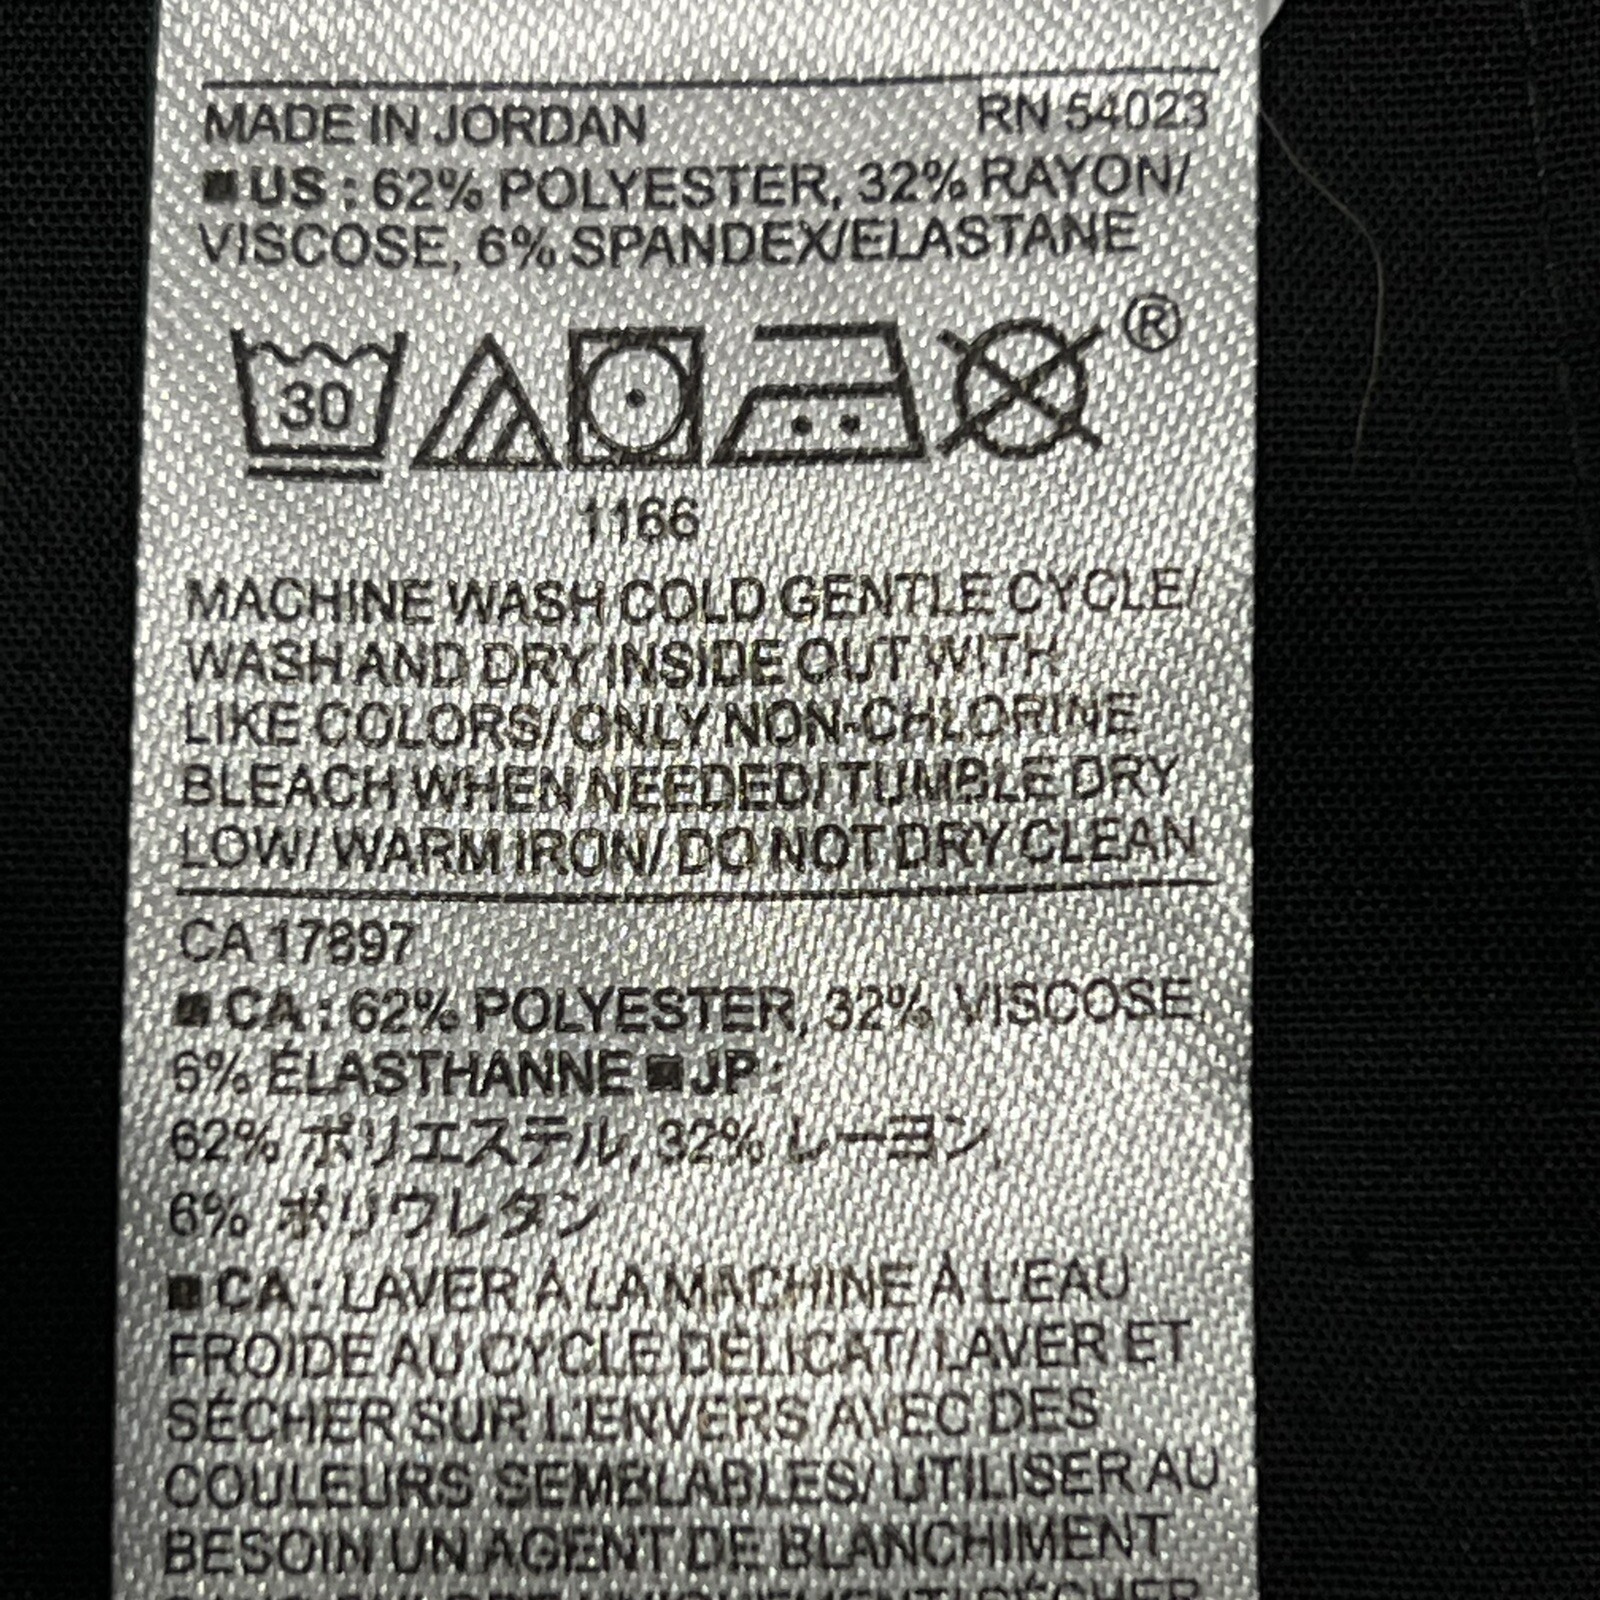 MADE IN JORDAN RN 54023
■ US : 62% POLYESTER, 32% RAYON/
VISCOSE, 6% SPANDEX/ELASTANE
30
®
1166
MACHINE WASH COLD GENTLE CYCLE/
WASH AND DRY INSIDE OUT WITH
LIKE COLORS/ ONLY NON-CHLORINE
BLEACH WHEN NEEDED/ TUMBLE DRY
LOW/ WARM IRON/ DO NOT DRY CLEAN
CA 17897
■ CA : 62% POLYESTER, 32% VISCOSE,
6% ÉLASTHANNE ■ JP :
62% ポリエステル, 32% レーヨン,
6% ポリウレタン
■ CA : LAVER À LA MACHINE À L'EAU
FROIDE AU CYCLE DÉLICAT/ LAVER ET
SÉCHER SUR L'ENVERS AVEC DES
COULEURS SEMBLABLES/ UTILISER AU
BESOIN UN AGENT DE BLANCHIMENT